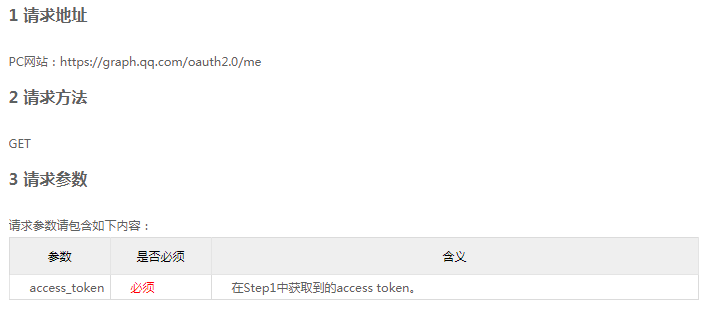 1 请求地址
PC网站：https://graph.qq.com/oauth2.0/me
2 请求方法
GET
3 请求参数
请求参数请包含如下内容：
参数 是否必须 含义
access_token 必须 在Step1中获取到的access token。